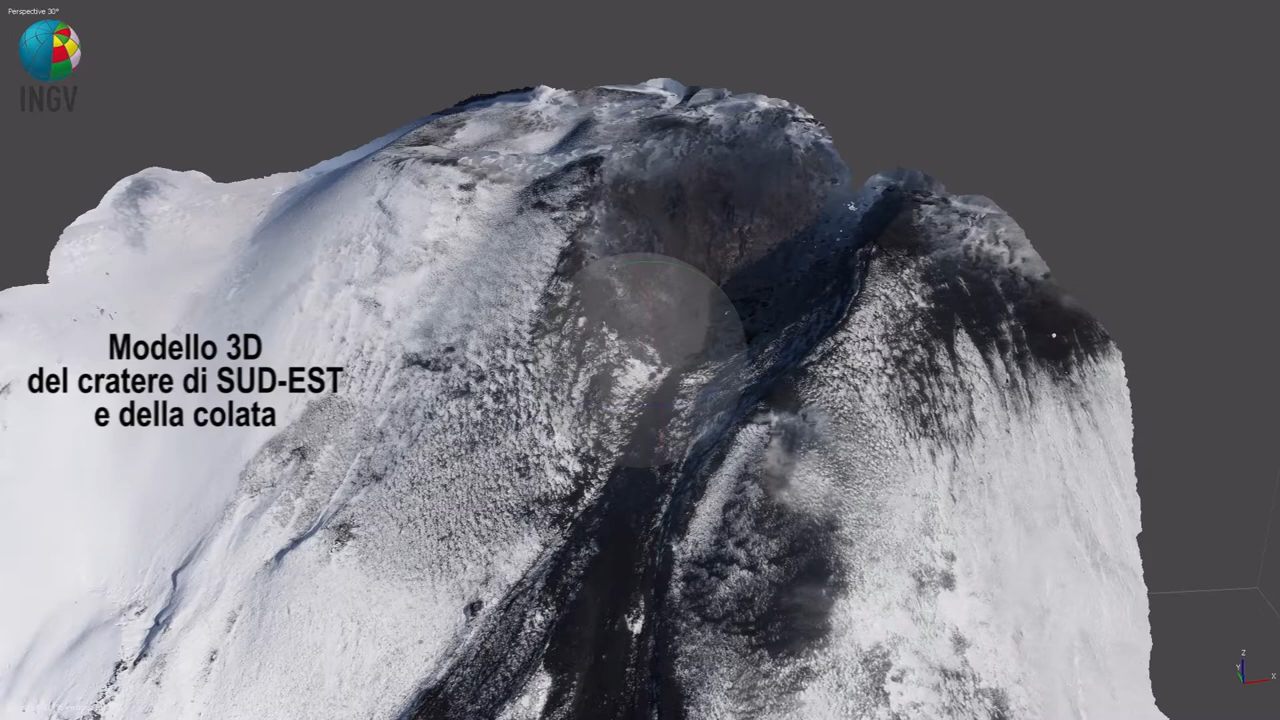 Perspective 30°
INGV
Modello 3D
del cratere di SUD-EST
e della colata
Z
Y
X